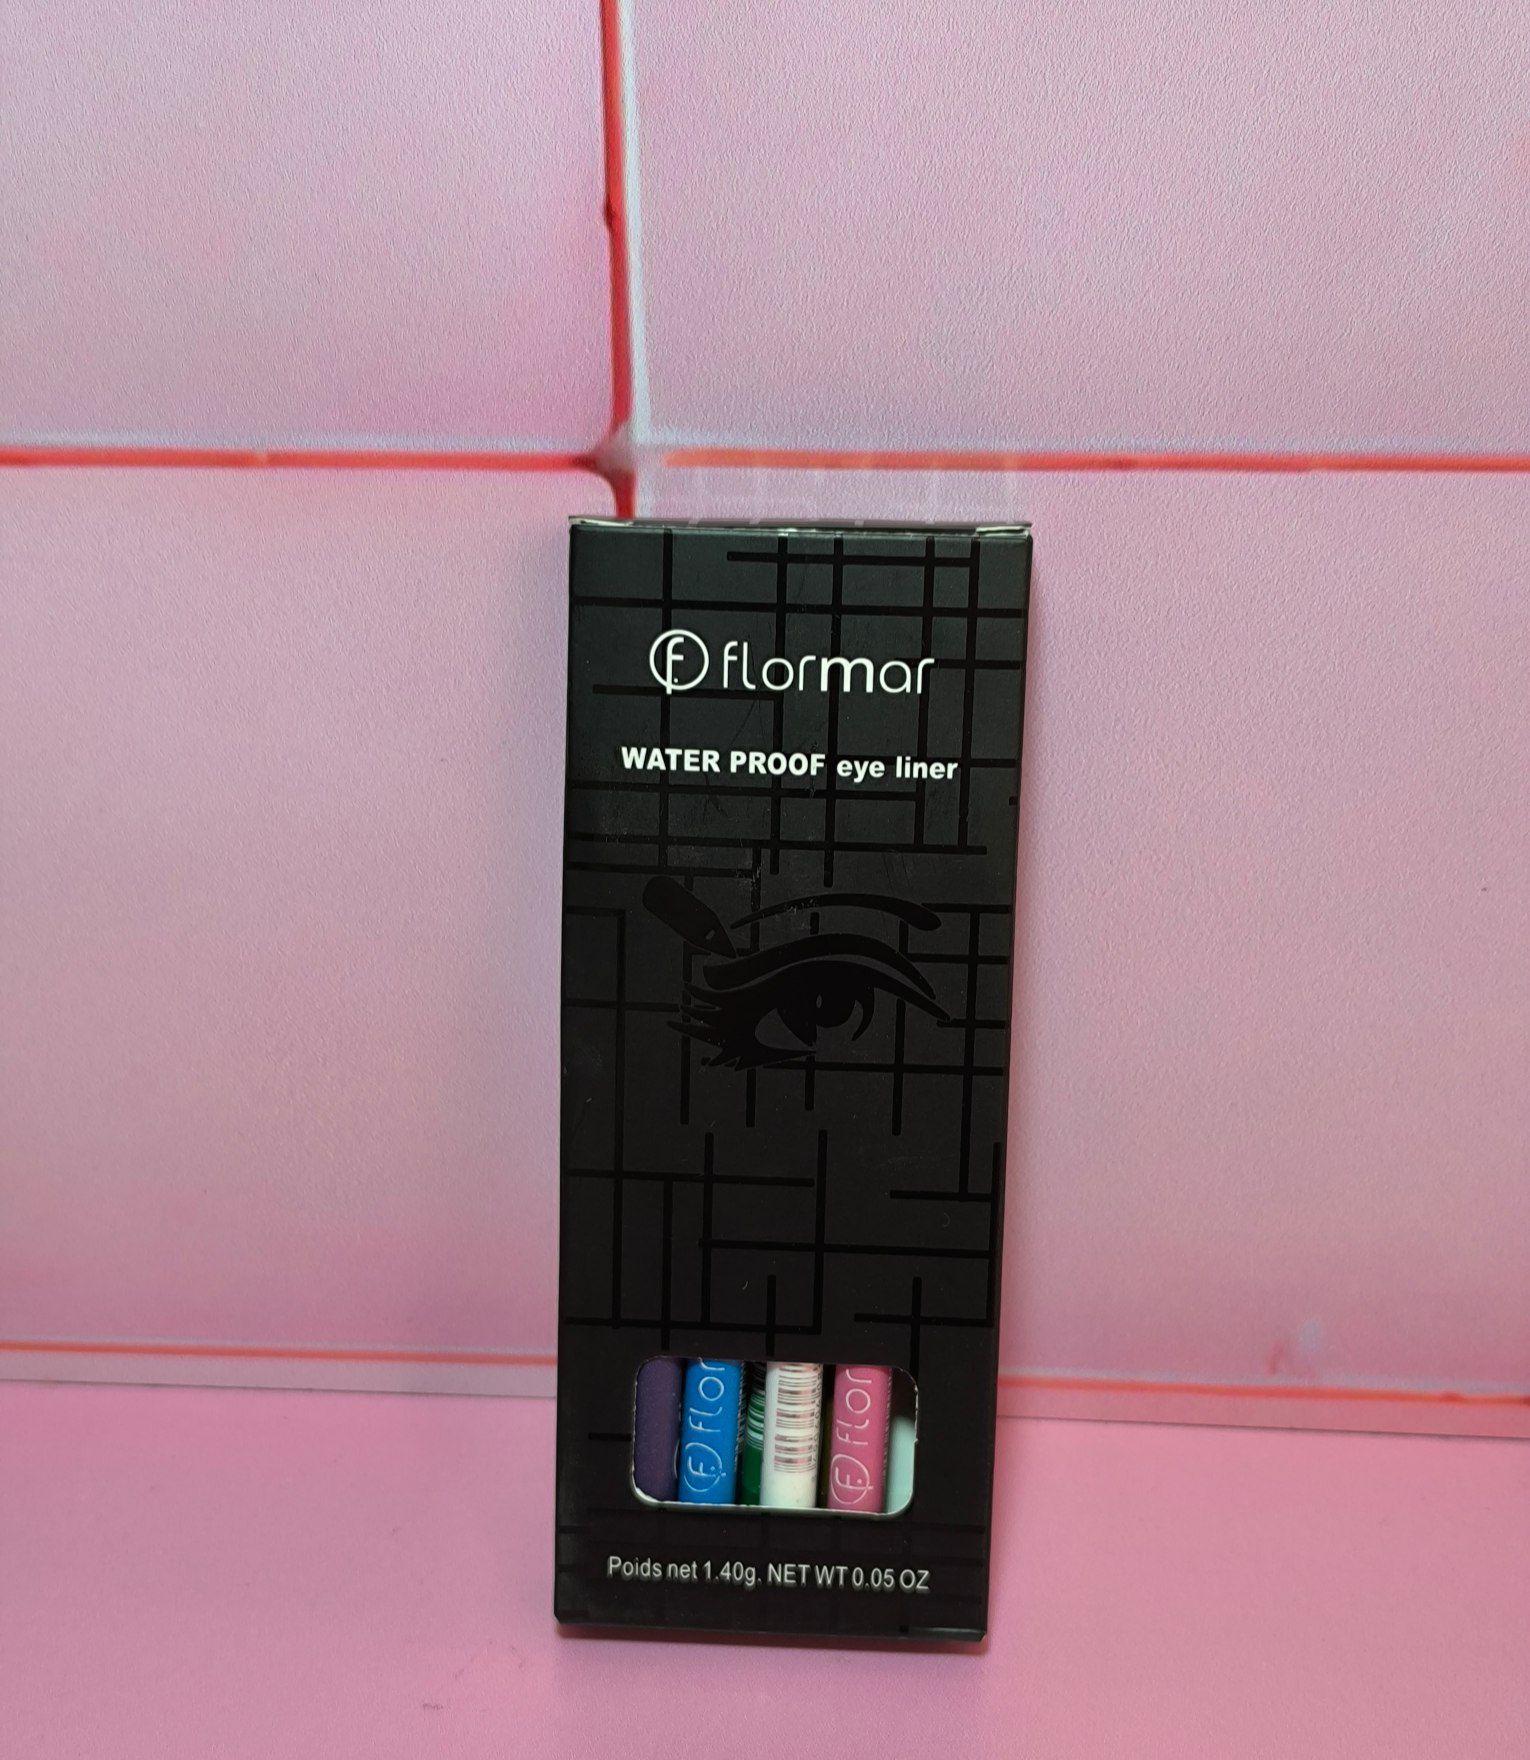 flormar
WATER PROOF eye liner
flor
flor
Poids net 1.40g. NET WT 0.05 OZ